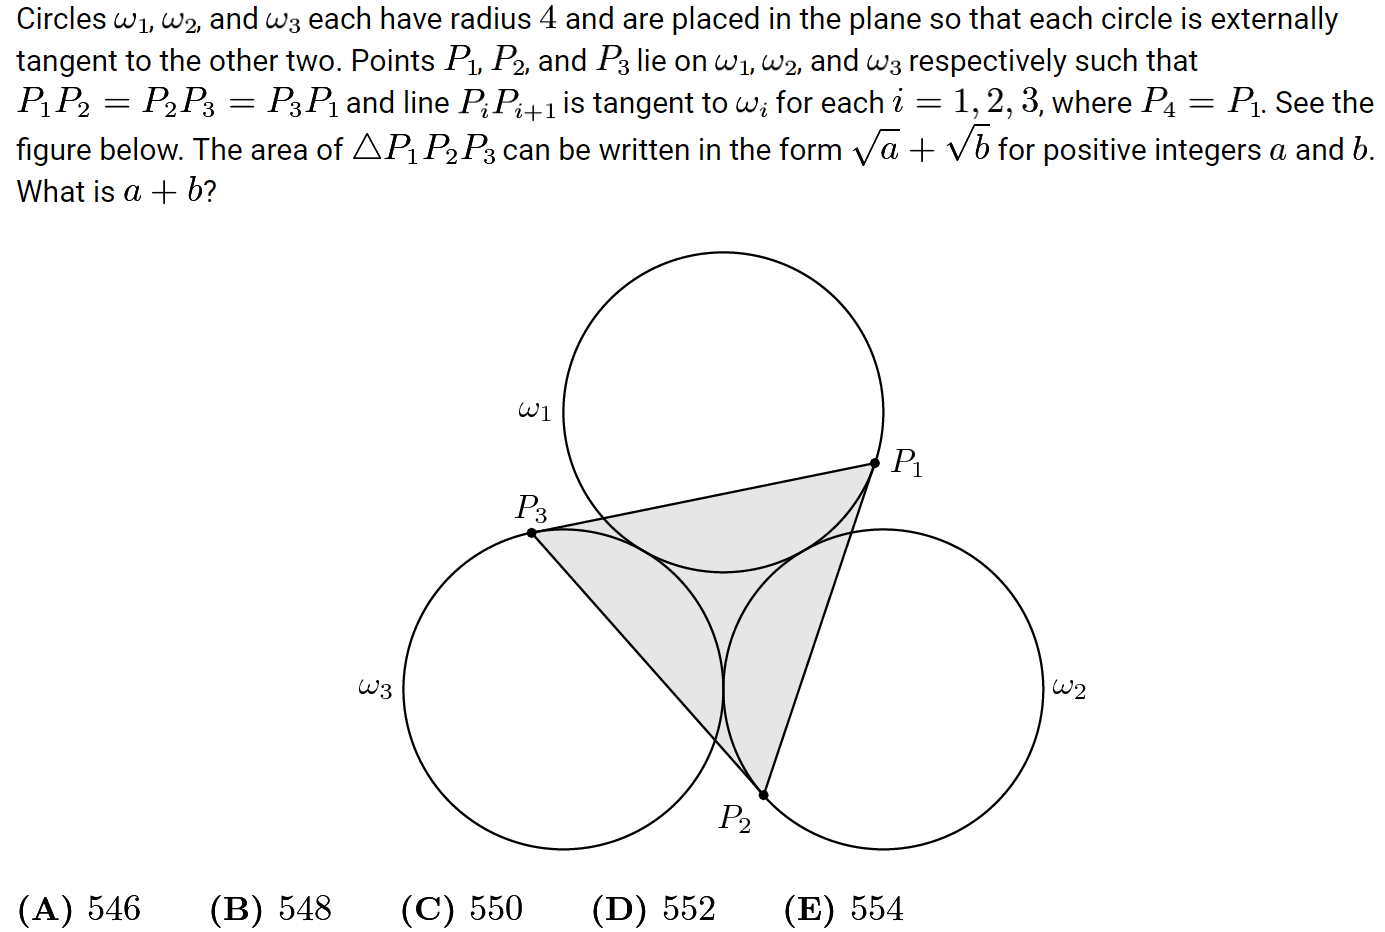 Circles ω₁, ω₂, and ω₃ each have radius 4 and are placed in the plane so that each circle is externally
tangent to the other two. Points P₁, P₂, and P₃ lie on ω₁, ω₂, and ω₃ respectively such that
P₁P₂ = P₂P₃ = P₃P₁ and line PᵢPᵢ₊₁ is tangent to ωᵢ for each i = 1, 2, 3, where P₄ = P₁. See the
figure below. The area of △P₁P₂P₃ can be written in the form √a + √b for positive integers a and b.
What is a + b?
ω₁
P₁
P₃
ω₃
ω₂
P₂
(A) 546 (B) 548 (C) 550 (D) 552 (E) 554